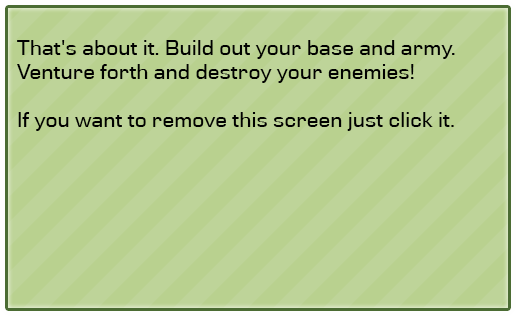 That's about it. Build out your base and army.
Venture forth and destroy your enemies!
If you want to remove this screen just click it.